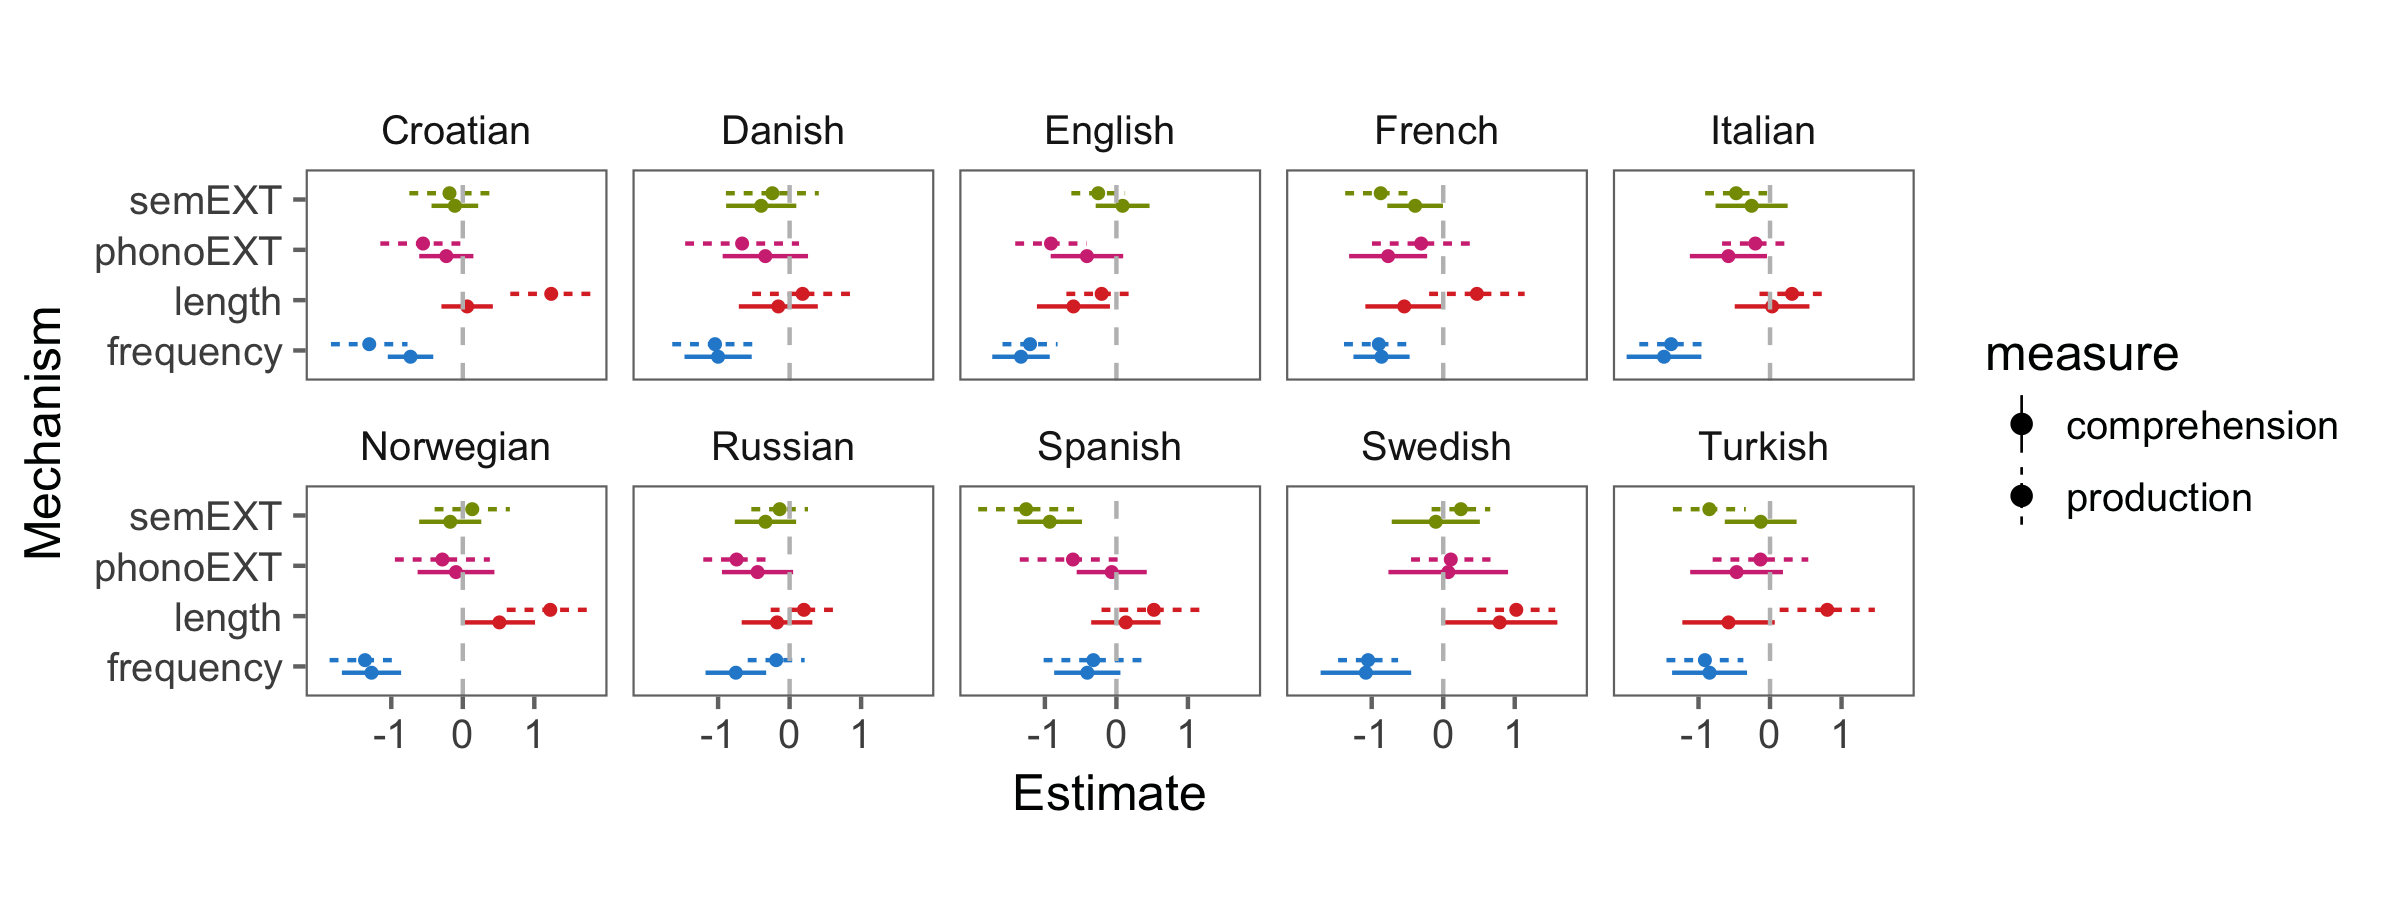 Croatian Danish English French Italian
semEXT
phonoEXT
length
frequency
Norwegian Russian Spanish Swedish Turkish
semEXT
phonoEXT
length
frequency
-1 0 1 -1 0 1 -1 0 1 -1 0 1 -1 0 1
Estimate
Mechanism
measure
comprehension
production